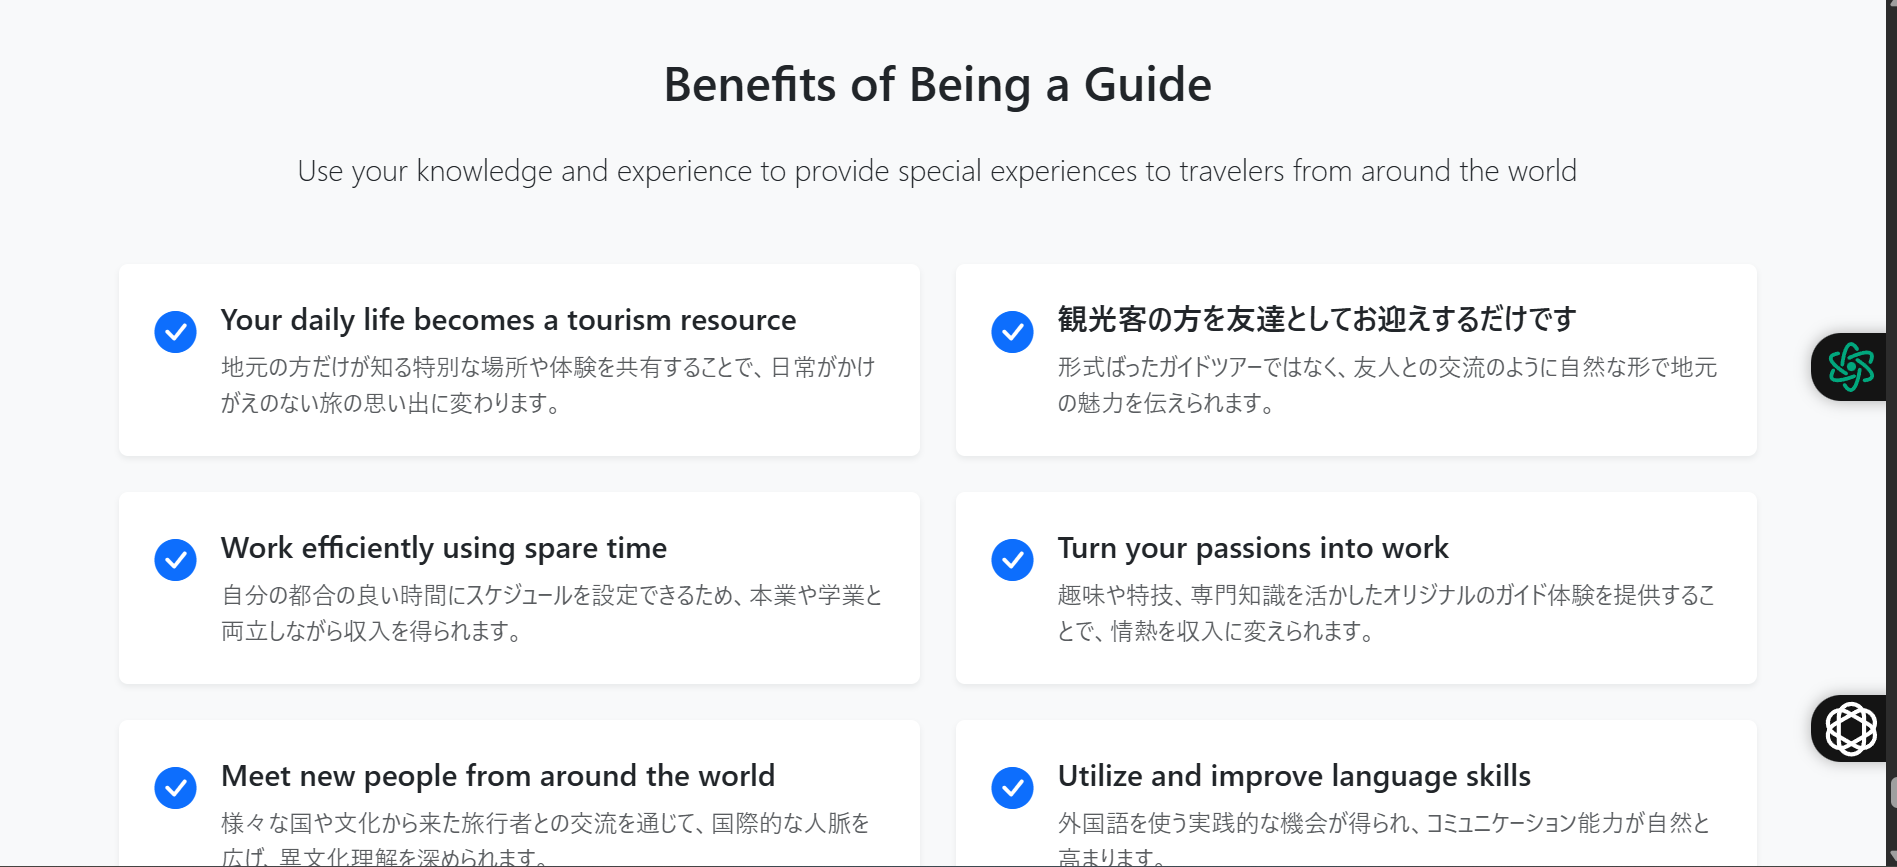 Benefits of Being a Guide
Use your knowledge and experience to provide special experiences to travelers from around the world
Your daily life becomes a tourism resource
地元の方だけが知る特別な場所や体験を共有することで、日常がかけ
がえのない旅の思い出に変わります。
観光客の方を友達としてお迎えするだけです
形式ばったガイドツアーではなく、友人との交流のように自然な形で地元
の魅力を伝えられます。
Work efficiently using spare time
自分の都合の良い時間にスケジュールを設定できるため、本業や学業と
両立しながら収入を得られます。
Turn your passions into work
趣味や特技、専門知識を活かしたオリジナルのガイド体験を提供するこ
とで、情熱を収入に変えられます。
Meet new people from around the world
様々な国や文化から来た旅行者との交流を通じて、国際的な人脈を
広げ、異文化理解を深められます。
Utilize and improve language skills
外国語を使う実践的な機会が得られ、コミュニケーション能力が自然と
高まります。